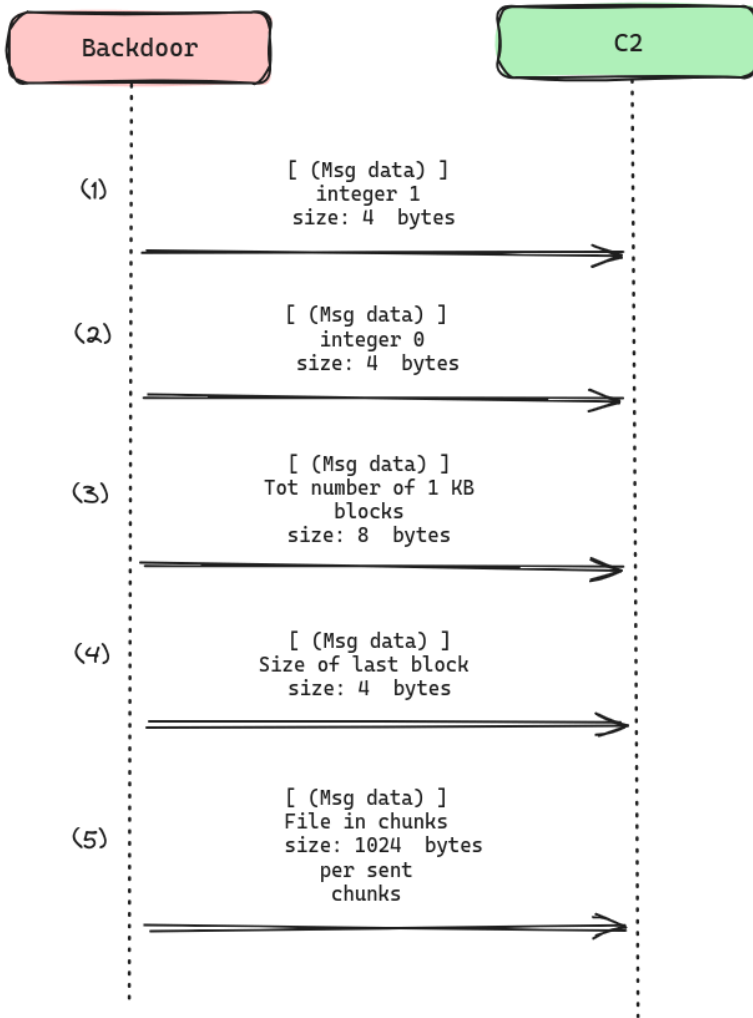 Backdoor
C2
(1)
[ (Msg data) ]
integer 1
size: 4 bytes
(2)
[ (Msg data) ]
integer 0
size: 4 bytes
(3)
[ (Msg data) ]
Tot number of 1 KB
blocks
size: 8 bytes
(4)
[ (Msg data) ]
Size of last block
size: 4 bytes
(5)
[ (Msg data) ]
File in chunks
size: 1024 bytes
per sent
chunks